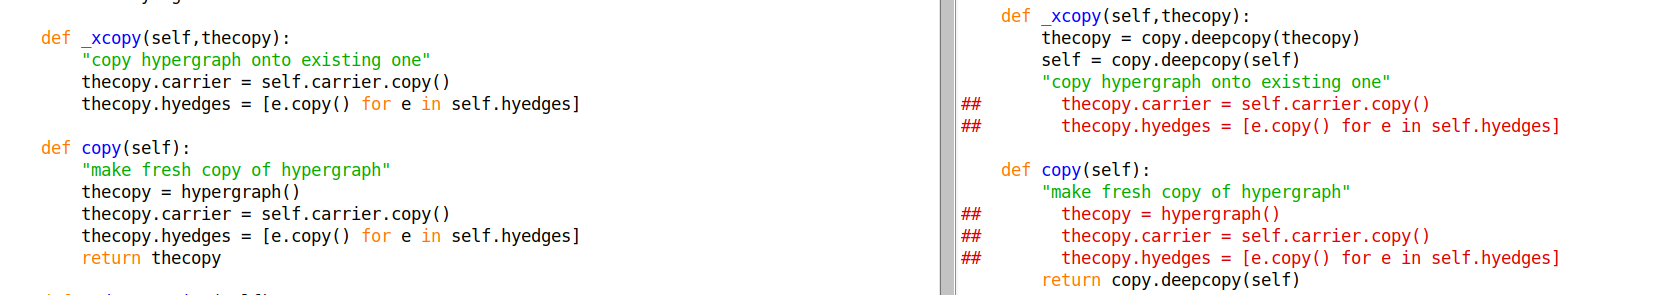 def _xcopy(self,thecopy):
"copy hypergraph onto existing one"
thecopy.carrier = self.carrier.copy()
thecopy.hyedges = [e.copy() for e in self.hyedges]
def copy(self):
"make fresh copy of hypergraph"
thecopy = hypergraph()
thecopy.carrier = self.carrier.copy()
thecopy.hyedges = [e.copy() for e in self.hyedges]
return thecopy
def _xcopy(self,thecopy):
thecopy = copy.deepcopy(thecopy)
self = copy.deepcopy(self)
"copy hypergraph onto existing one"
## thecopy.carrier = self.carrier.copy()
## thecopy.hyedges = [e.copy() for e in self.hyedges]
def copy(self):
"make fresh copy of hypergraph"
## thecopy = hypergraph()
## thecopy.carrier = self.carrier.copy()
## thecopy.hyedges = [e.copy() for e in self.hyedges]
return copy.deepcopy(self)